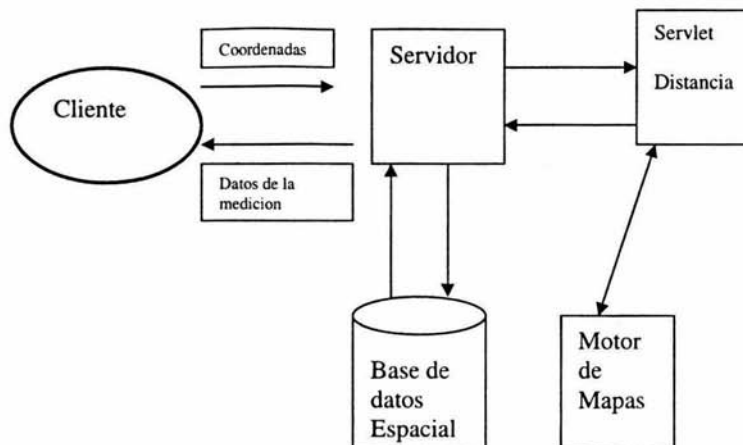 Coordenadas
Cliente
Datos de la
medicion
Servidor
Servlet
Distancia
Base de
datos
Espacial
Motor
de
Mapas